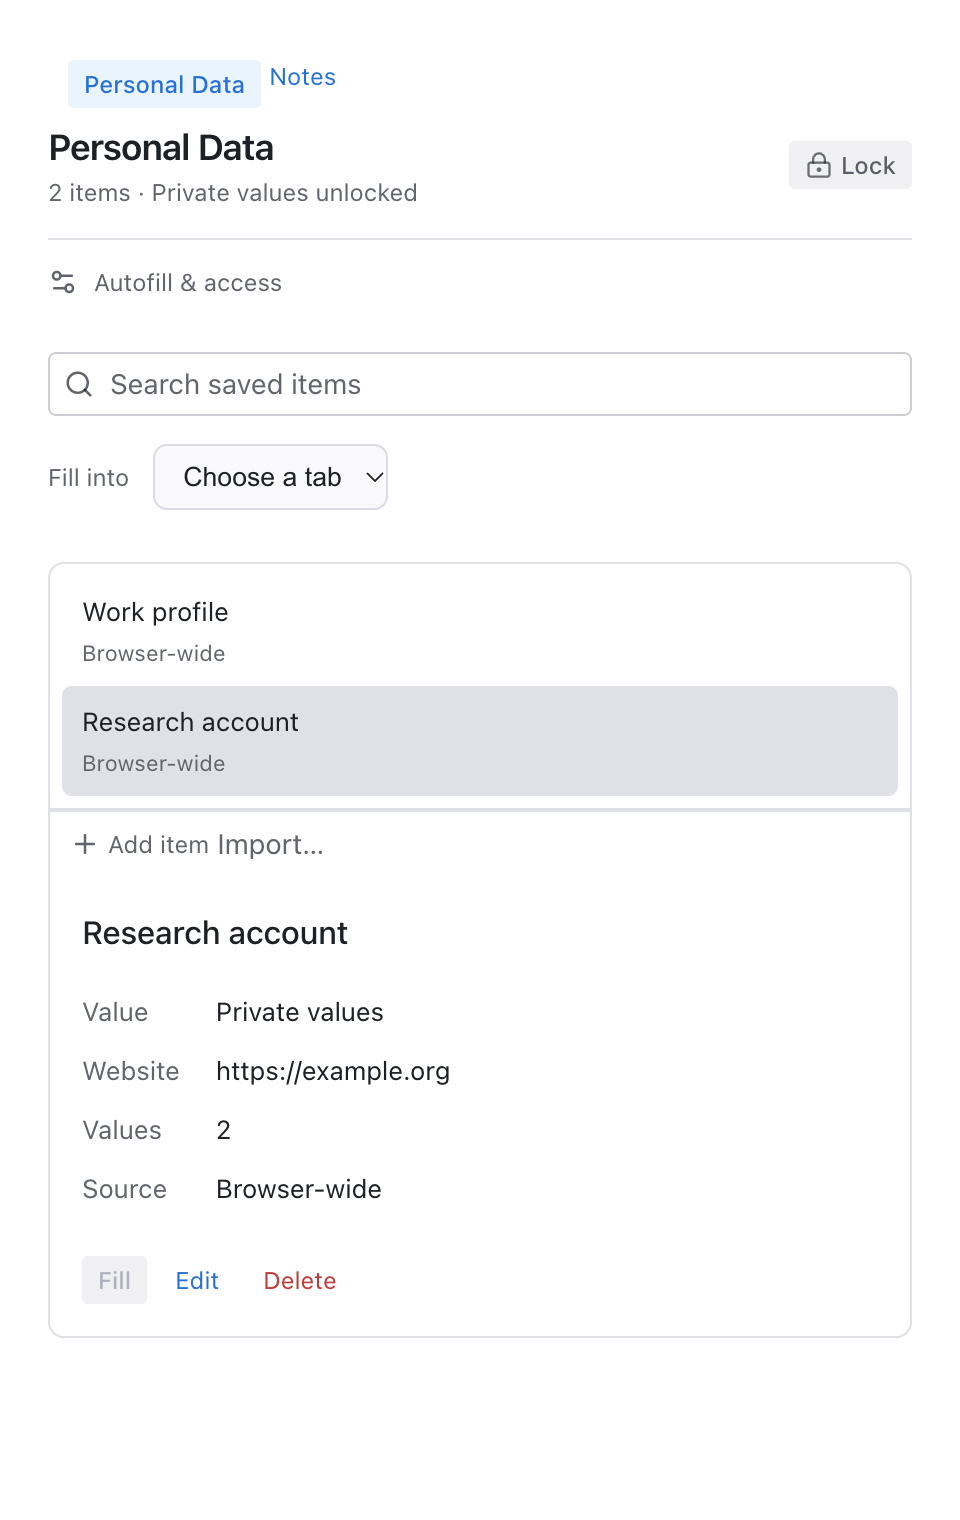 Personal Data Notes
Personal Data
2 items · Private values unlocked
Lock
Autofill & access
Search saved items
Fill into Choose a tab
Work profile
Browser-wide
Research account
Browser-wide
Add item Import...
Research account
Value Private values
Website https://example.org
Values 2
Source Browser-wide
Fill Edit Delete